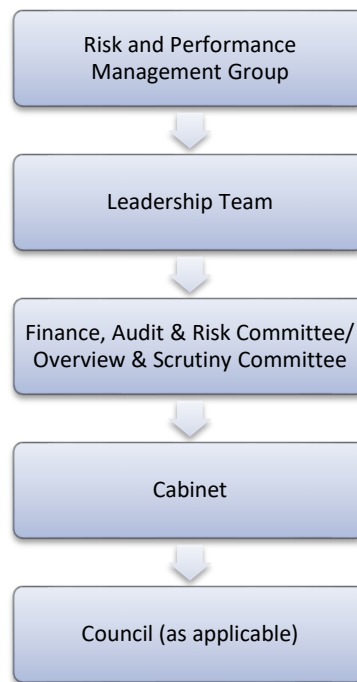 Risk and Performance
Management Group
Leadership Team
Finance, Audit & Risk Committee/
Overview & Scrutiny Committee
Cabinet
Council (as applicable)